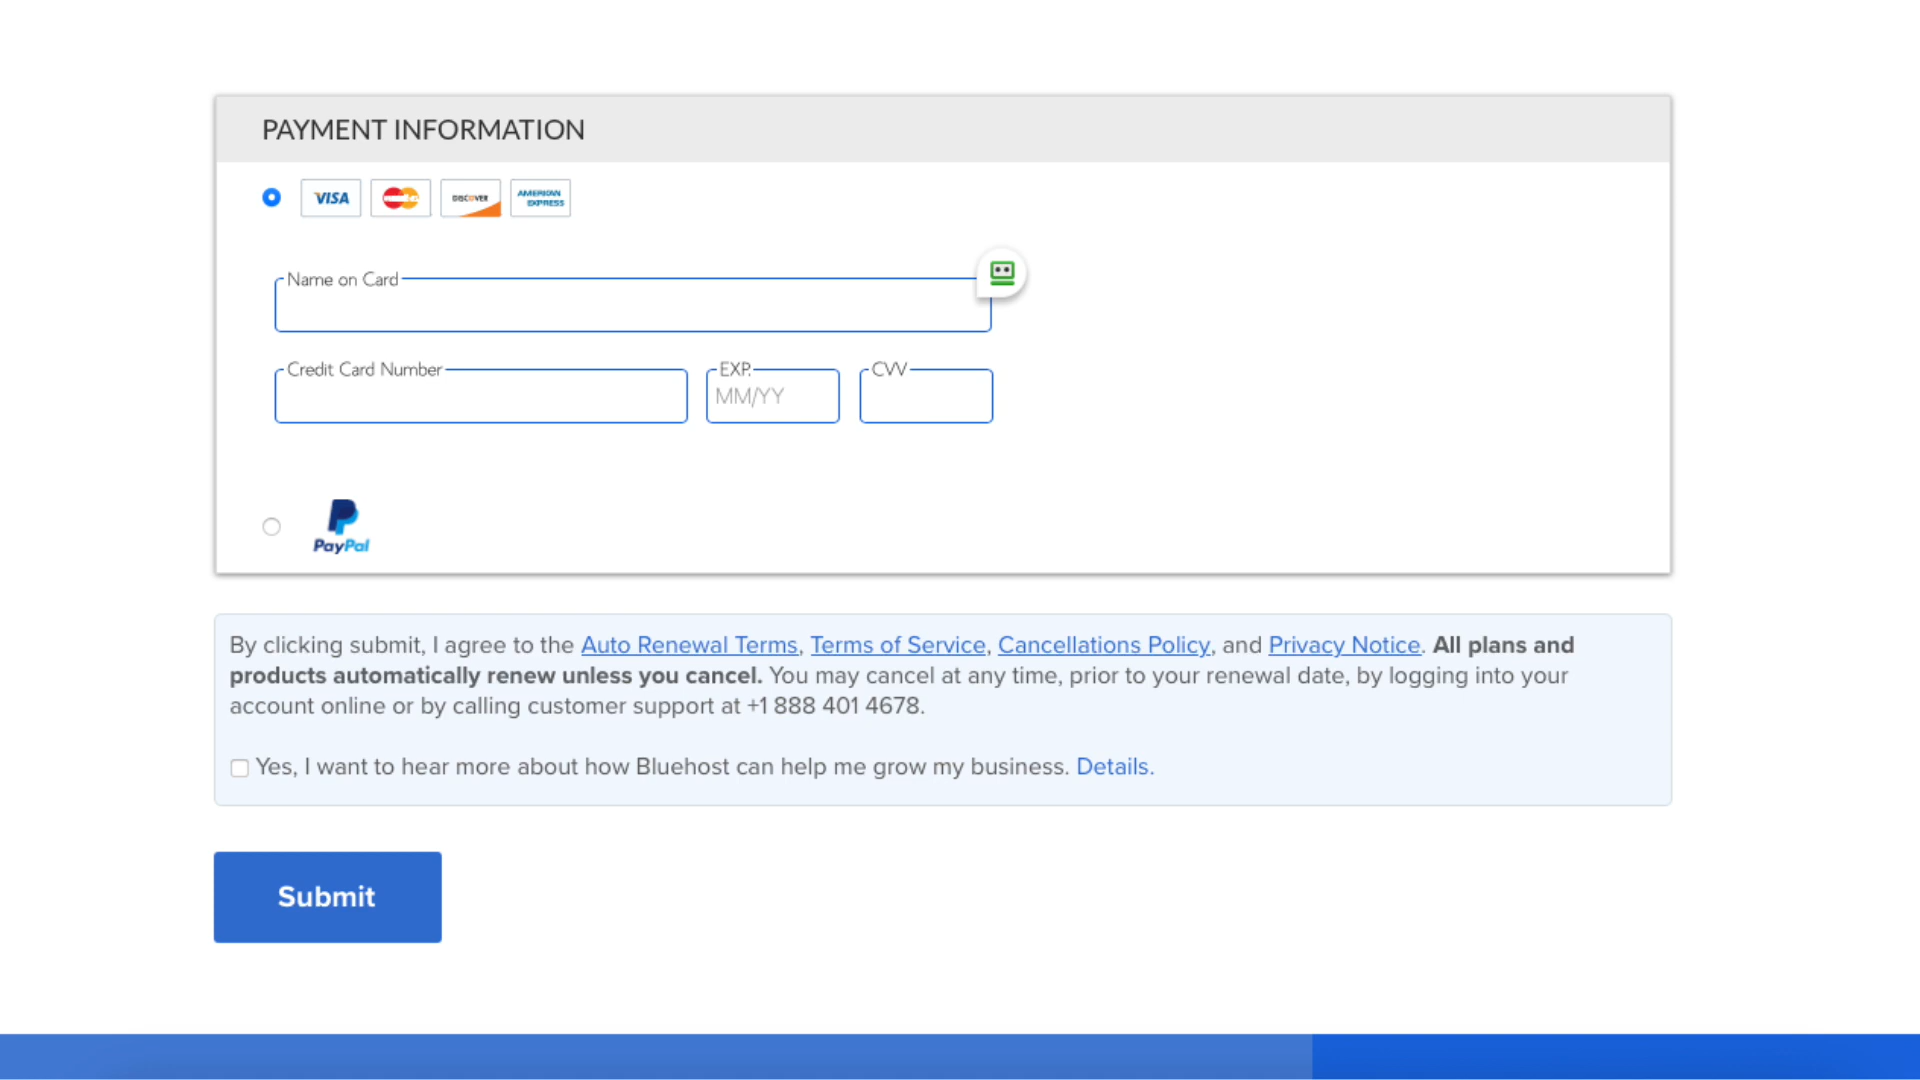 PAYMENT INFORMATION
VISA MasterCard DISCOVER AMERICAN EXPRESS
Name on Card
Credit Card Number EXP. CVV
MM/YY
PayPal
By clicking submit, I agree to the Auto Renewal Terms, Terms of Service, Cancellations Policy, and Privacy Notice. All plans and
products automatically renew unless you cancel. You may cancel at any time, prior to your renewal date, by logging into your
account online or by calling customer support at +1 888 401 4678.
Yes, I want to hear more about how Bluehost can help me grow my business. Details.
Submit